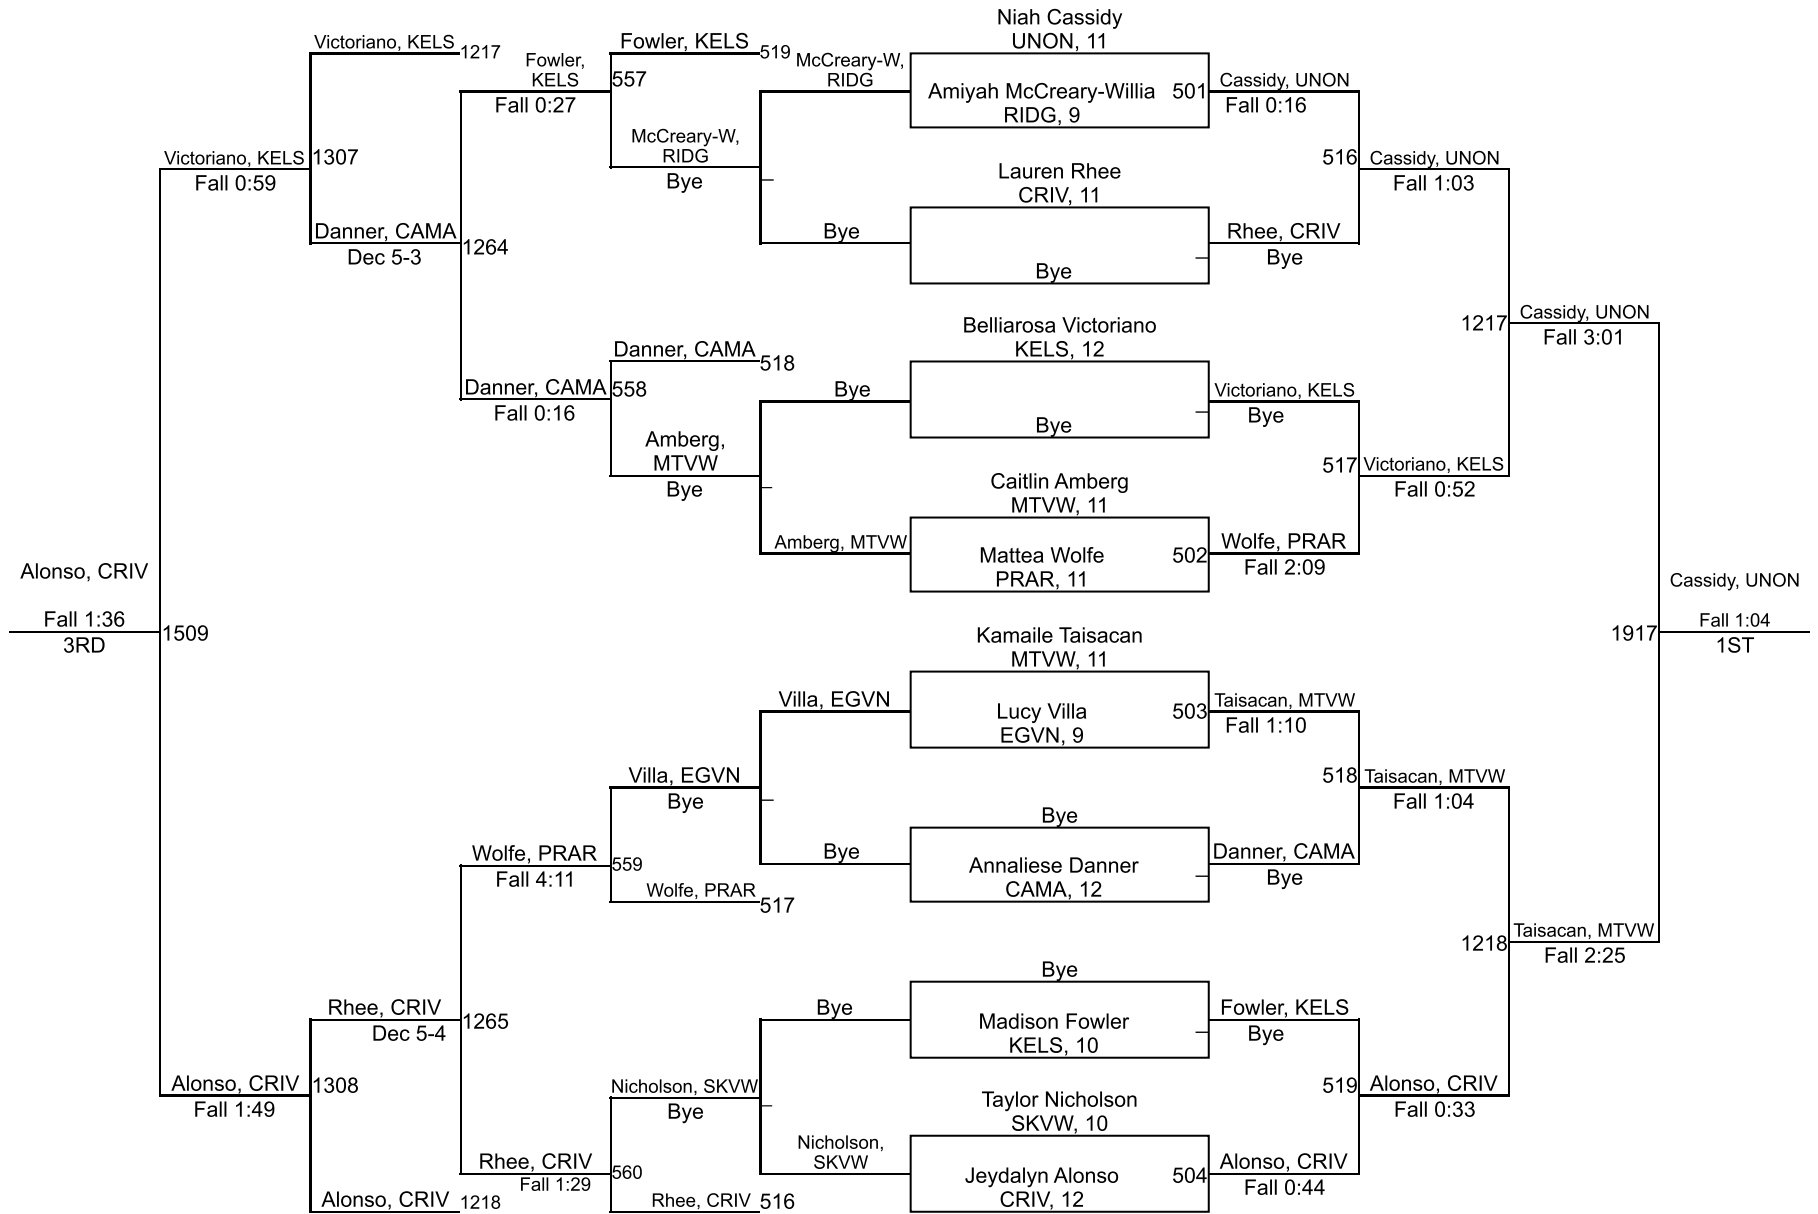 Niah Cassidy
UNON, 11
Victoriano, KELS
1217
Fowler,
KELS
Fall 0:27
Fowler, KELS
519
557
McCreary-W,
RIDG
Amiyah McCreary-Willia
RIDG, 9
501
Cassidy, UNON
Fall 0:16
McCreary-W,
RIDG
Bye
Victoriano, KELS
Fall 0:59
1307
Lauren Rhee
CRIV, 11
516
Cassidy, UNON
Fall 1:03
Danner, CAMA
Dec 5-3
1264
Bye
Bye
Rhee, CRIV
Bye
Belliarosa Victoriano
KELS, 12
1217
Cassidy, UNON
Fall 3:01
Danner, CAMA
518
Danner, CAMA
Fall 0:16
558
Bye
Bye
Victoriano, KELS
Bye
Amberg,
MTVW
Bye
Caitlin Amberg
MTVW, 11
517
Victoriano, KELS
Fall 0:52
Amberg, MTVW
Mattea Wolfe
PRAR, 11
502
Wolfe, PRAR
Fall 2:09
Alonso, CRIV
Fall 1:36
3RD
1509
Cassidy, UNON
1917
Fall 1:04
1ST
Kamaile Taisacan
MTVW, 11
Villa, EGVN
Lucy Villa
EGVN, 9
503
Taisacan, MTVW
Fall 1:10
Villa, EGVN
Bye
518
Taisacan, MTVW
Fall 1:04
Bye
Wolfe, PRAR
Fall 4:11
559
Bye
Annaliese Danner
CAMA, 12
Danner, CAMA
Bye
Wolfe, PRAR
517
1218
Taisacan, MTVW
Fall 2:25
Bye
Rhee, CRIV
Dec 5-4
1265
Bye
Madison Fowler
KELS, 10
Fowler, KELS
Bye
Alonso, CRIV
Fall 1:49
1308
Nicholson, SKVW
Bye
Taylor Nicholson
SKVW, 10
519
Alonso, CRIV
Fall 0:33
Nicholson,
SKVW
Rhee, CRIV
Fall 1:29
560
Jeydalyn Alonso
CRIV, 12
504
Alonso, CRIV
Fall 0:44
Alonso, CRIV
1218
Rhee, CRIV
516